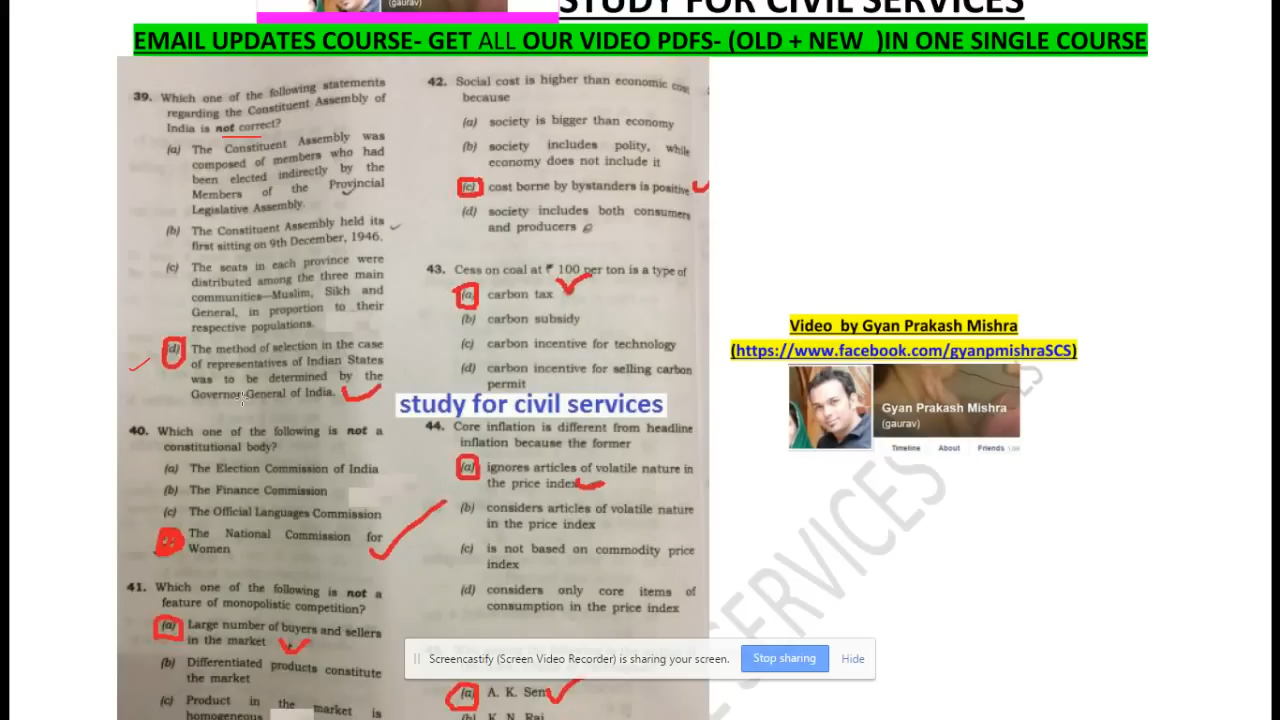 (gaurav)
STUDY FOR CIVIL SERVICES
EMAIL UPDATES COURSE- GET ALL OUR VIDEO PDFS- (OLD + NEW )IN ONE SINGLE COURSE
39. Which one of the following statements
regarding the Constituent Assembly of
India is not correct?
(a) The Constituent Assembly was
composed of members who had
been elected indirectly by the
Members of the Provincial
Legislative Assembly.
(b) The Constituent Assembly held its
first sitting on 9th December, 1946.
(c) The seats in each province were
distributed among the three main
communities—Muslim, Sikh and
General, in proportion to their
respective populations.
(d) The method of selection in the case
of representatives of Indian States
was to be determined by the
Governor-General of India.
40. Which one of the following is not a
constitutional body?
(a) The Election Commission of India
(b) The Finance Commission
(c) The Official Languages Commission
The National Commission for
Women
41. Which one of the following is not a
feature of monopolistic competition?
(a) Large number of buyers and sellers
in the market
(b) Differentiated products constitute
the market
(c) Product in the market is
homogeneous
42. Social cost is higher than economic cost
because
(a) society is bigger than economy
(b) society includes polity, while
economy does not include it
(c) cost borne by bystanders is positive
(d) society includes both consumers
and producers
43. Cess on coal at ₹ 100 per ton is a type of
(a) carbon tax
(b) carbon subsidy
(c) carbon incentive for technology
(d) carbon incentive for selling carbon
permit
study for civil services
44. Core inflation is different from headline
inflation because the former
(a) ignores articles of volatile nature in
the price index
(b) considers articles of volatile nature
in the price index
(c) is not based on commodity price
index
(d) considers only core items of
consumption in the price index
Screencastify (Screen Video Recorder) is sharing your screen. Stop sharing Hide
(a) A. K. Sen
(b) K. N. Raj
Video by Gyan Prakash Mishra
(https://www.facebook.com/gyanpmishraSCS)
Gyan Prakash Mishra
(gaurav)
Timeline About Friends
SERVICES